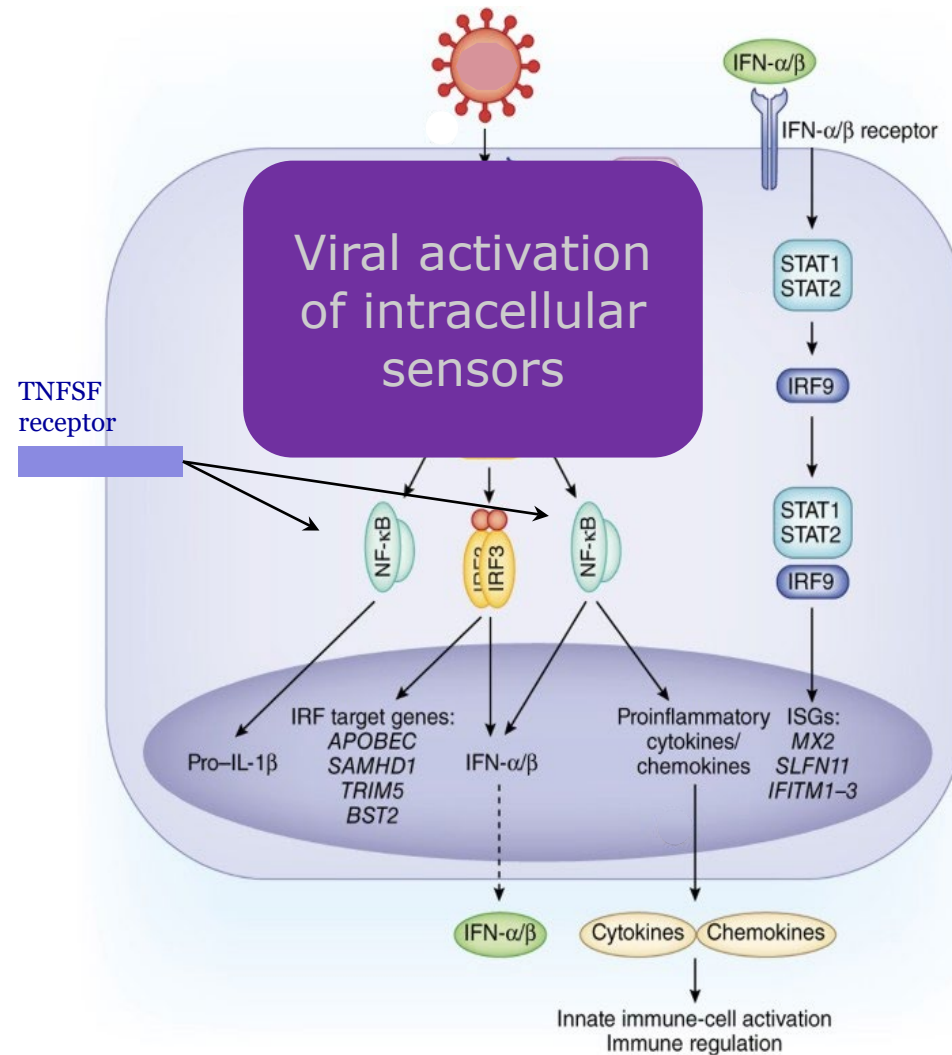 IFN-α/β
IFN-α/β receptor
Viral activation
of intracellular
sensors
STAT1
STAT2
IRF9
TNFSF
receptor
NF-κB
IRF3
IRF3
NF-κB
STAT1
STAT2
IRF9
Pro–IL-1β
IRF target genes:
APOBEC
SAMHD1
TRIM5
BST2
IFN-α/β
Proinflammatory
cytokines/
chemokines
ISGs:
MX2
SLFN11
IFITM1–3
IFN-α/β
Cytokines
Chemokines
Innate immune-cell activation
Immune regulation